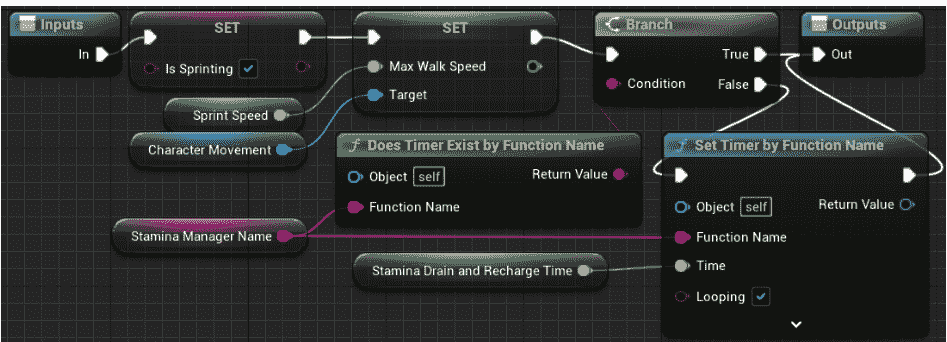 Inputs
In
SET
Is Sprinting
SET
Max Walk Speed
Target
Sprint Speed
Character Movement
Branch
True
Condition
False
Outputs
Out
f Does Timer Exist by Function Name
Object self
Return Value
Function Name
Stamina Manager Name
Stamina Drain and Recharge Time
f Set Timer by Function Name
Object self
Return Value
Function Name
Time
Looping